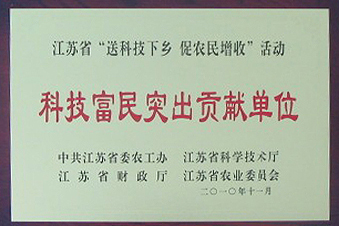 江苏省“送科技下乡 促农民增收”活动
科技富民突出贡献单位
中共江苏省委农工办 江苏省科学技术厅
江苏省财政厅 江苏省农业委员会
二〇一〇年十一月